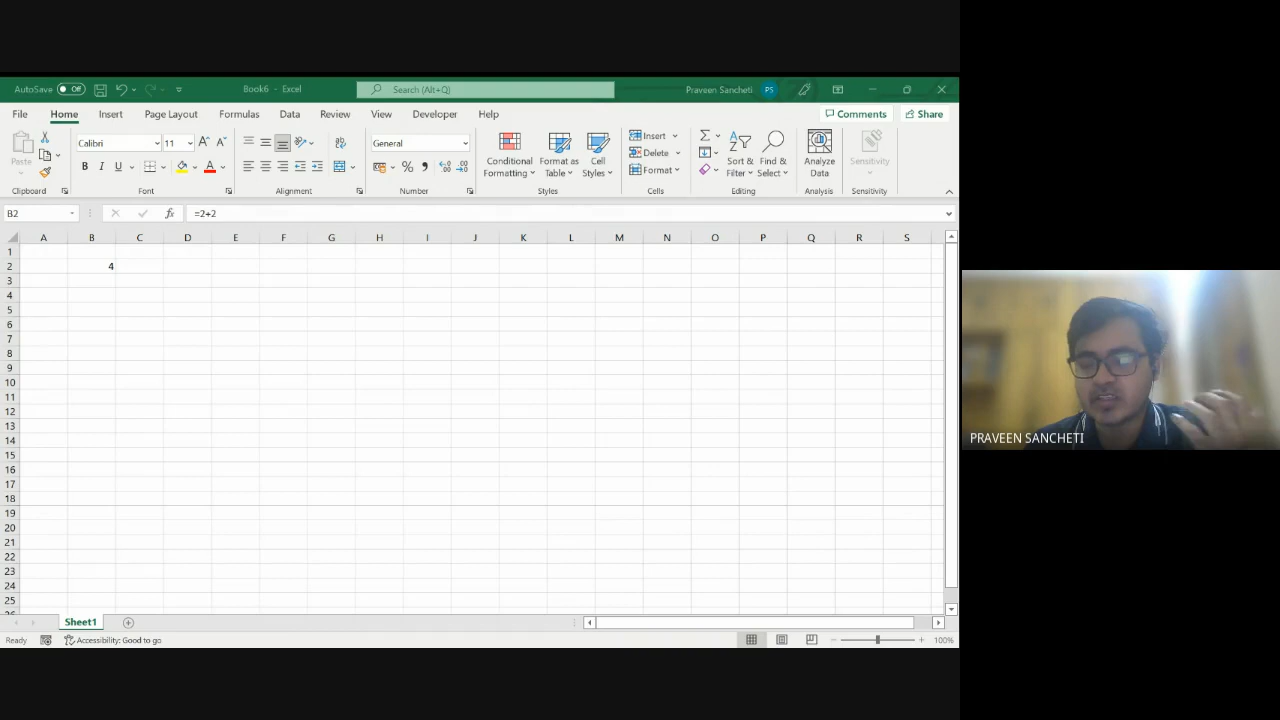 AutoSave Off Book6 - Excel Search (Alt+Q) Praveen Sancheti PS
File Home Insert Page Layout Formulas Data Review View Developer Help Comments Share
Calibri 11 General Insert
Paste B I U Conditional Formatting Format as Table Cell Styles Delete Sort & Filter Find & Select Analyze Data Sensitivity
Format
Clipboard Font Alignment Number Styles Cells Editing Analysis Sensitivity
B2 fx =2+2
A B C D E F G H I J K L M N O P Q R S
1
2 4
3
4
5
6
7
8
9
10
11
12
13
14
15
16
17
18
19
20
21
22
23
24
25
Sheet1
Ready Accessibility: Good to go 100%
PRAVEEN SANCHETI